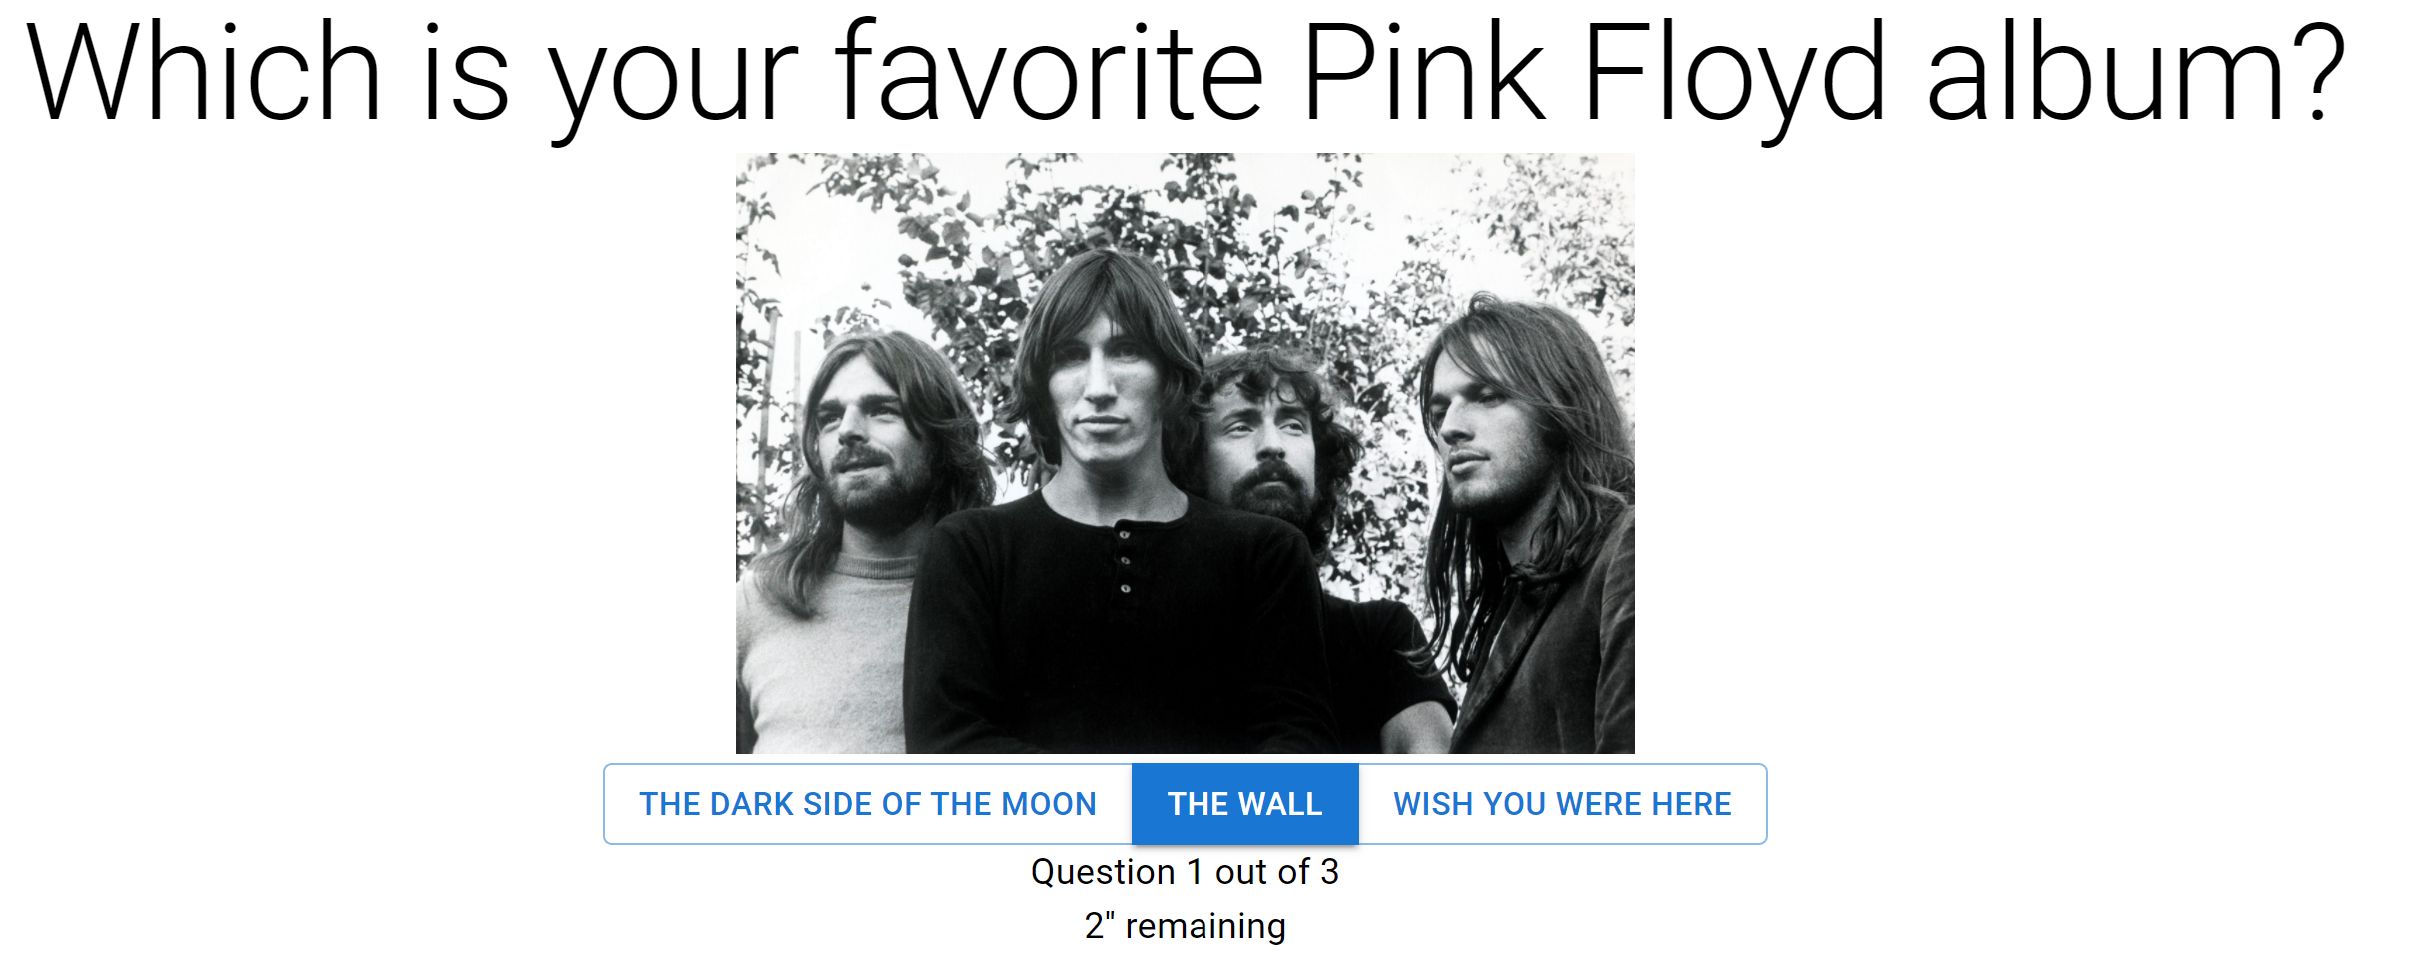 Which is your favorite Pink Floyd album?
THE DARK SIDE OF THE MOON THE WALL WISH YOU WERE HERE
Question 1 out of 3
2" remaining